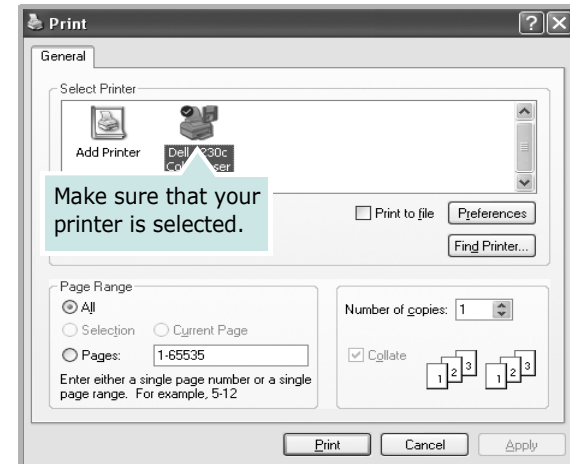 Print
General
Select Printer
Add Printer
Dell 230c
Make sure that your
printer is selected.
Print to file
Preferences
Find Printer...
Page Range
All
Selection
Current Page
Pages: 1-65535
Enter either a single page number or a single
page range. For example, 5-12
Number of copies: 1
Collate
1 2 3
1 2 3
Print
Cancel
Apply